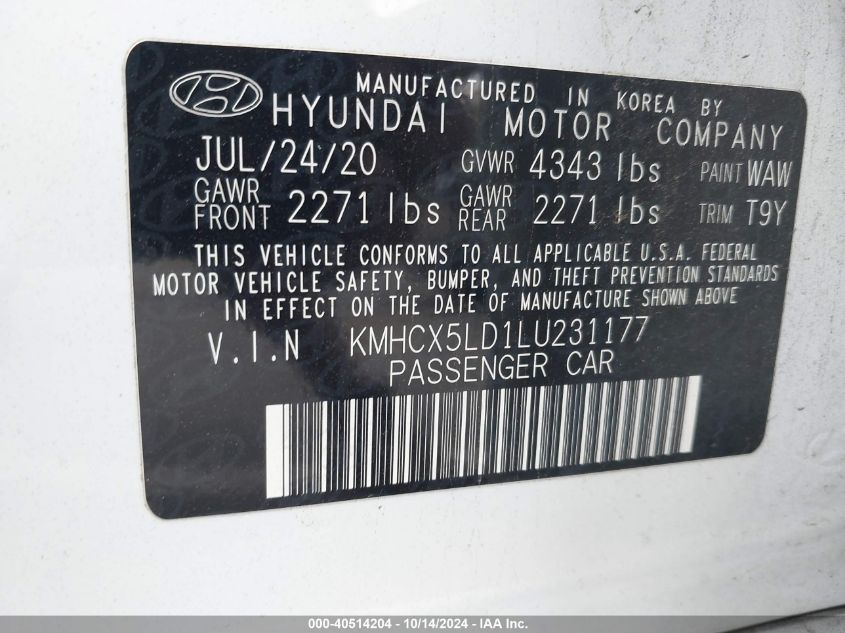 MANUFACTURED IN KOREA BY
HYUNDAI MOTOR COMPANY
JUL/24/20 GVWR 4343 lbs PAINT WAW
GAWR FRONT 2271 lbs GAWR REAR 2271 lbs TRIM T9Y
THIS VEHICLE CONFORMS TO ALL APPLICABLE U.S.A. FEDERAL
MOTOR VEHICLE SAFETY, BUMPER, AND THEFT PREVENTION STANDARDS
IN EFFECT ON THE DATE OF MANUFACTURE SHOWN ABOVE
V.I.N KMHCX5LD1LU231177
PASSENGER CAR
000-40514204 - 10/14/2024 - IAA Inc.